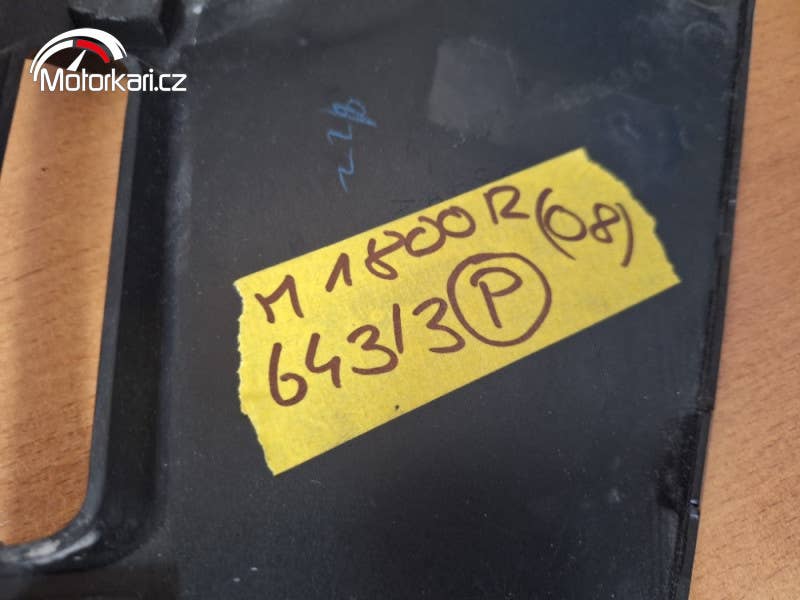 Motorkari.cz
M 1800 R (08)
643/3 P